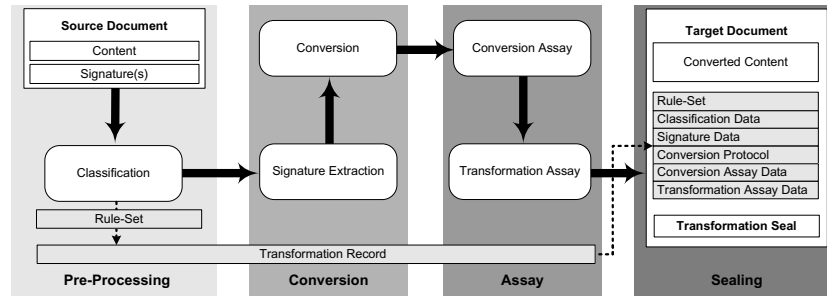 Source Document
Content
Signature(s)
Classification
Rule-Set
Conversion
Signature Extraction
Conversion Assay
Transformation Assay
Transformation Record
Target Document
Converted Content
Rule-Set
Classification Data
Signature Data
Conversion Protocol
Conversion Assay Data
Transformation Assay Data
Transformation Seal
Pre-Processing
Conversion
Assay
Sealing